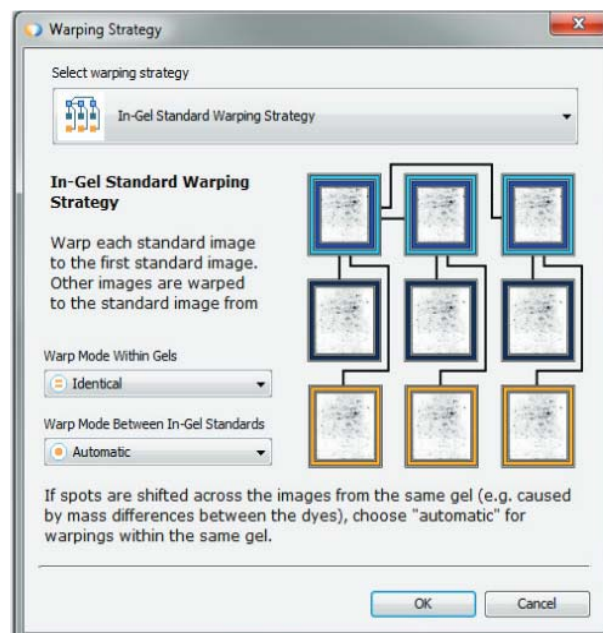 Warping Strategy
Select warping strategy
In-Gel Standard Warping Strategy
In-Gel Standard Warping
Strategy
Warp each standard image
to the first standard image.
Other images are warped
to the standard image from
Warp Mode Within Gels
Identical
Warp Mode Between In-Gel Standards
Automatic
If spots are shifted across the images from the same gel (e.g. caused
by mass differences between the dyes), choose "automatic" for
warpings within the same gel.
OK
Cancel